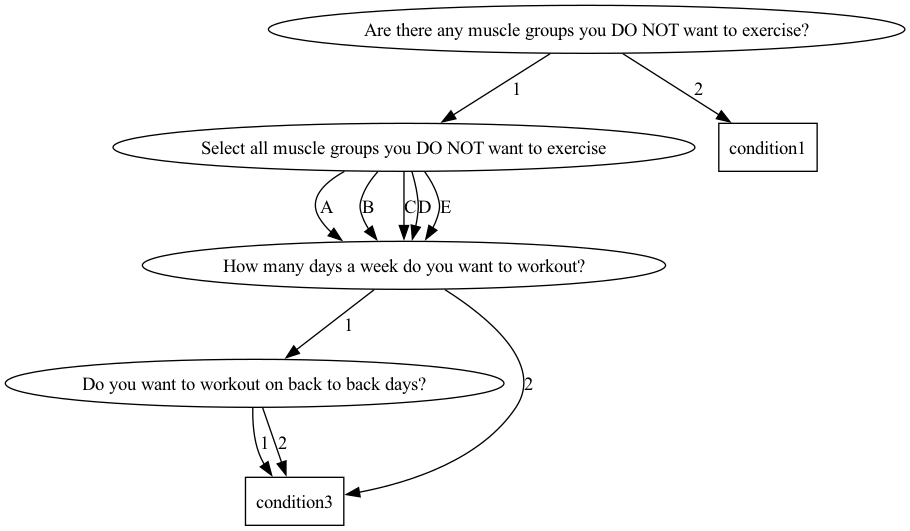 Are there any muscle groups you DO NOT want to exercise?
1
2
Select all muscle groups you DO NOT want to exercise
condition1
A
B
C
D
E
How many days a week do you want to workout?
1
Do you want to workout on back to back days?
2
1
2
condition3